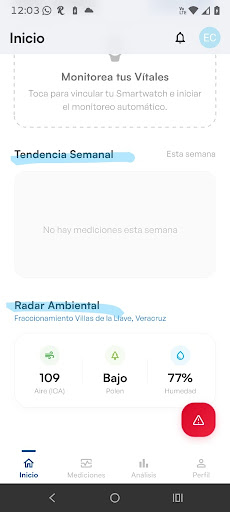 12:03
Inicio
EC
Monitorea tus Vítales
Toca para vincular tu Smartwatch e iniciar
el monitoreo automático.
Tendencia Semanal
Esta semana
No hay mediciones esta semana
Radar Ambiental
Fraccionamiento Villas de la Llave, Veracruz
109
Bajo
77%
Aire (ICA)
Polen
Humedad
Inicio
Mediciones
Análisis
Perfil